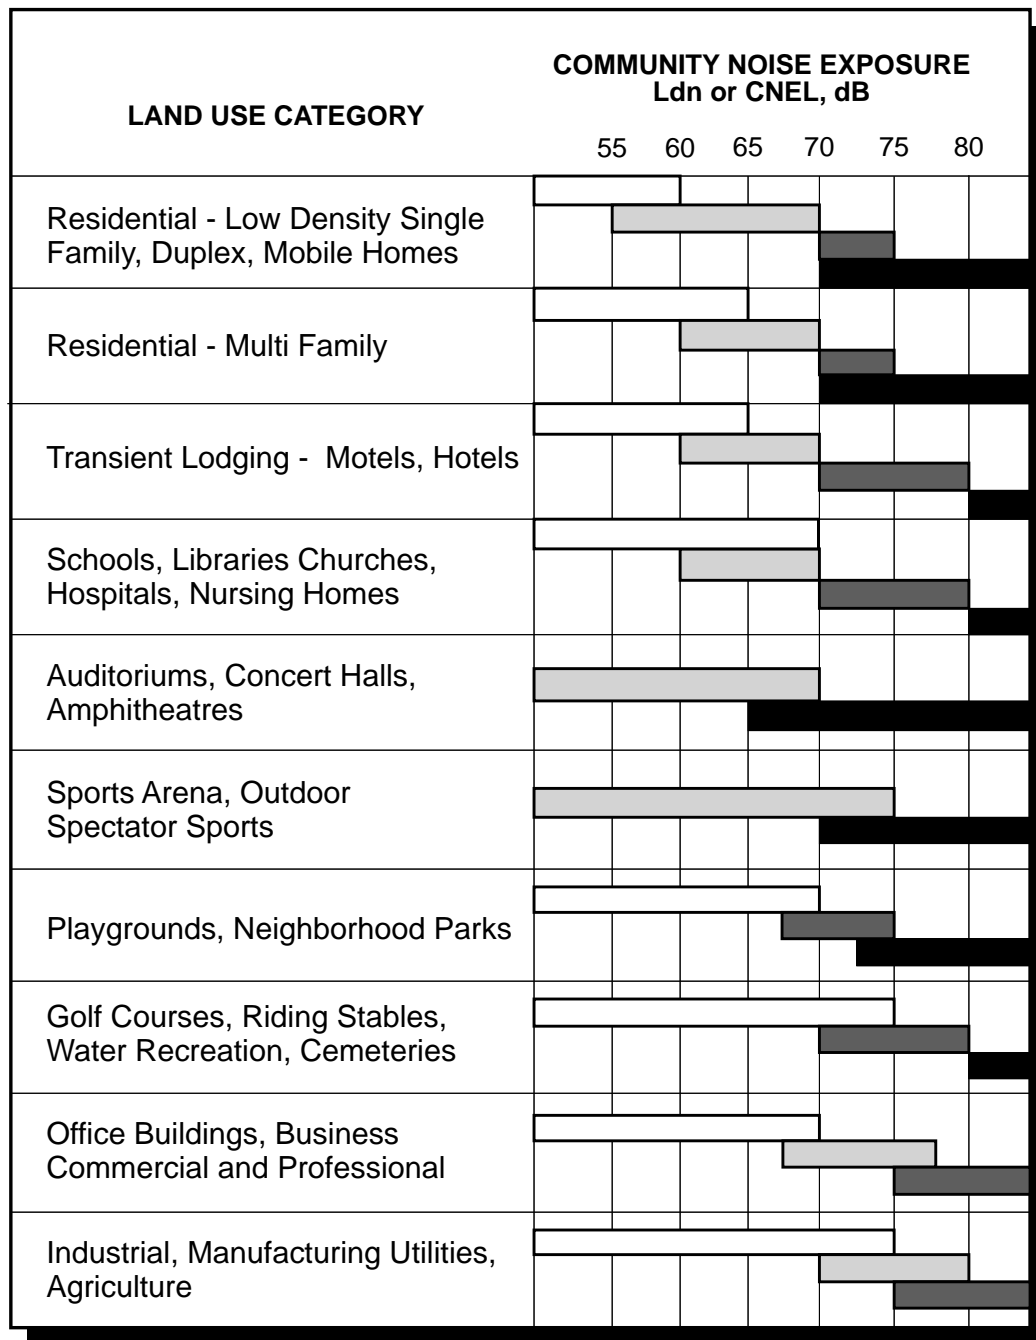 COMMUNITY NOISE EXPOSURE
Ldn or CNEL, dB
LAND USE CATEGORY
55 60 65 70 75 80
Residential - Low Density Single
Family, Duplex, Mobile Homes
Residential - Multi Family
Transient Lodging - Motels, Hotels
Schools, Libraries Churches,
Hospitals, Nursing Homes
Auditoriums, Concert Halls,
Amphitheatres
Sports Arena, Outdoor
Spectator Sports
Playgrounds, Neighborhood Parks
Golf Courses, Riding Stables,
Water Recreation, Cemeteries
Office Buildings, Business
Commercial and Professional
Industrial, Manufacturing Utilities,
Agriculture